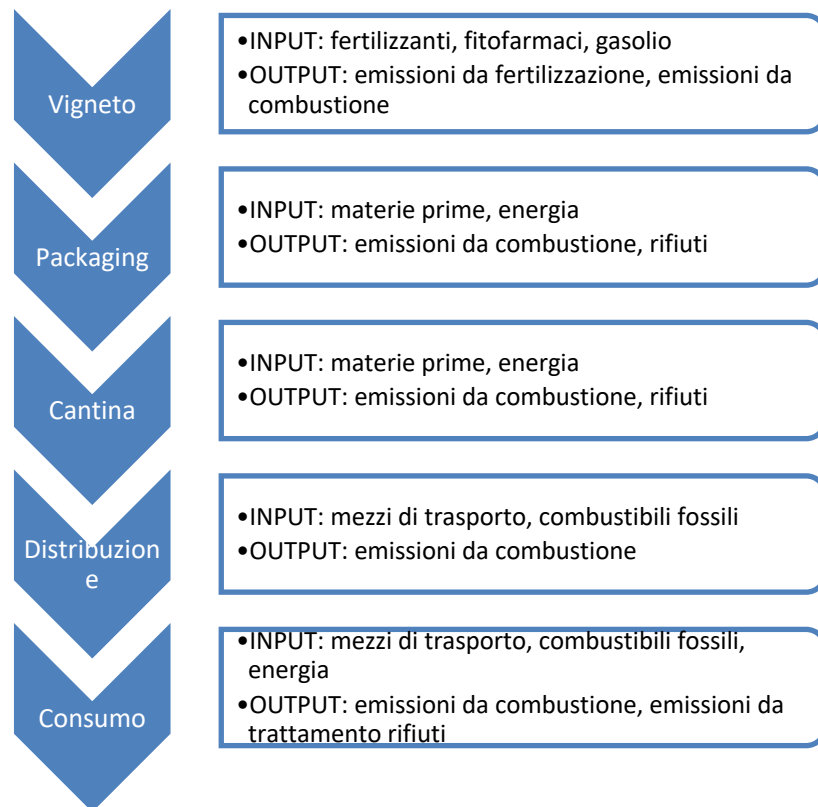 Vigneto
•INPUT: fertilizzanti, fitofarmaci, gasolio
•OUTPUT: emissioni da fertilizzazione, emissioni da
combustione
Packaging
•INPUT: materie prime, energia
•OUTPUT: emissioni da combustione, rifiuti
Cantina
•INPUT: materie prime, energia
•OUTPUT: emissioni da combustione, rifiuti
Distribuzion
e
•INPUT: mezzi di trasporto, combustibili fossili
•OUTPUT: emissioni da combustione
Consumo
•INPUT: mezzi di trasporto, combustibili fossili,
energia
•OUTPUT: emissioni da combustione, emissioni da
trattamento rifiuti